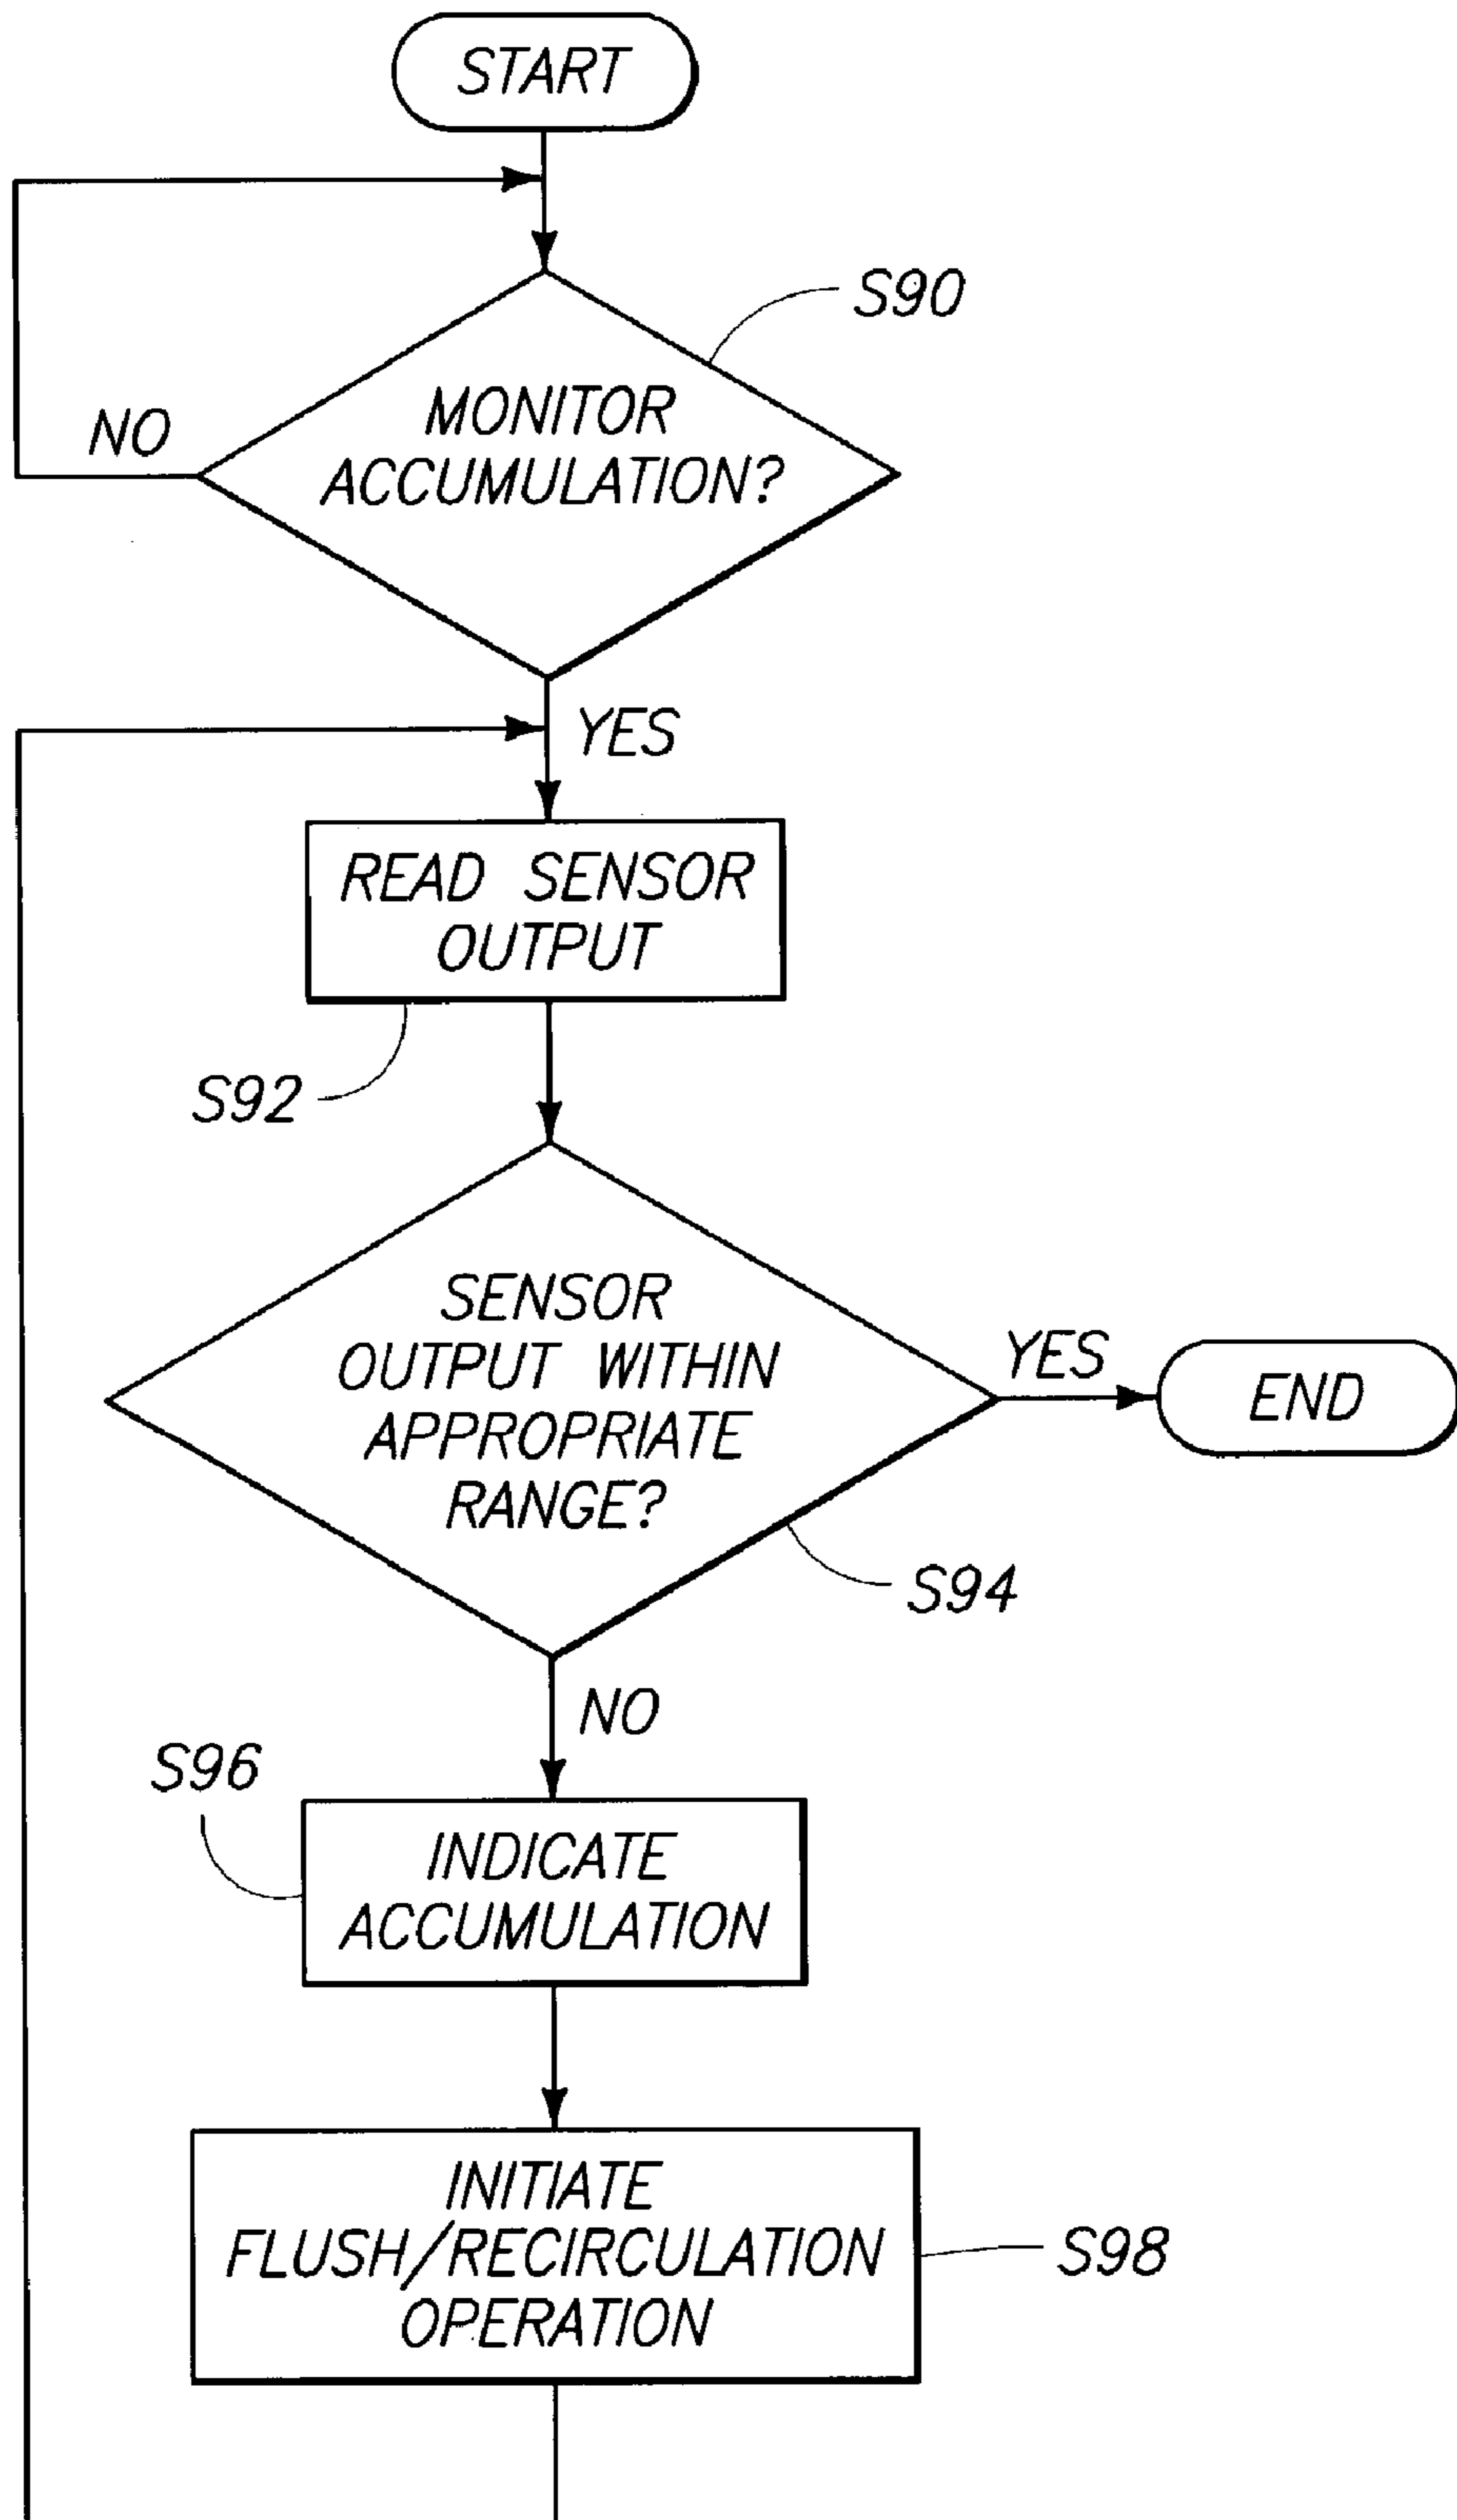 START
S90
MONITOR
ACCUMULATION?
NO
YES
READ SENSOR
OUTPUT
S92
SENSOR
OUTPUT WITHIN
APPROPRIATE
RANGE?
YES
END
S94
NO
S96
INDICATE
ACCUMULATION
INITIATE
FLUSH/RECIRCULATION
OPERATION
S98